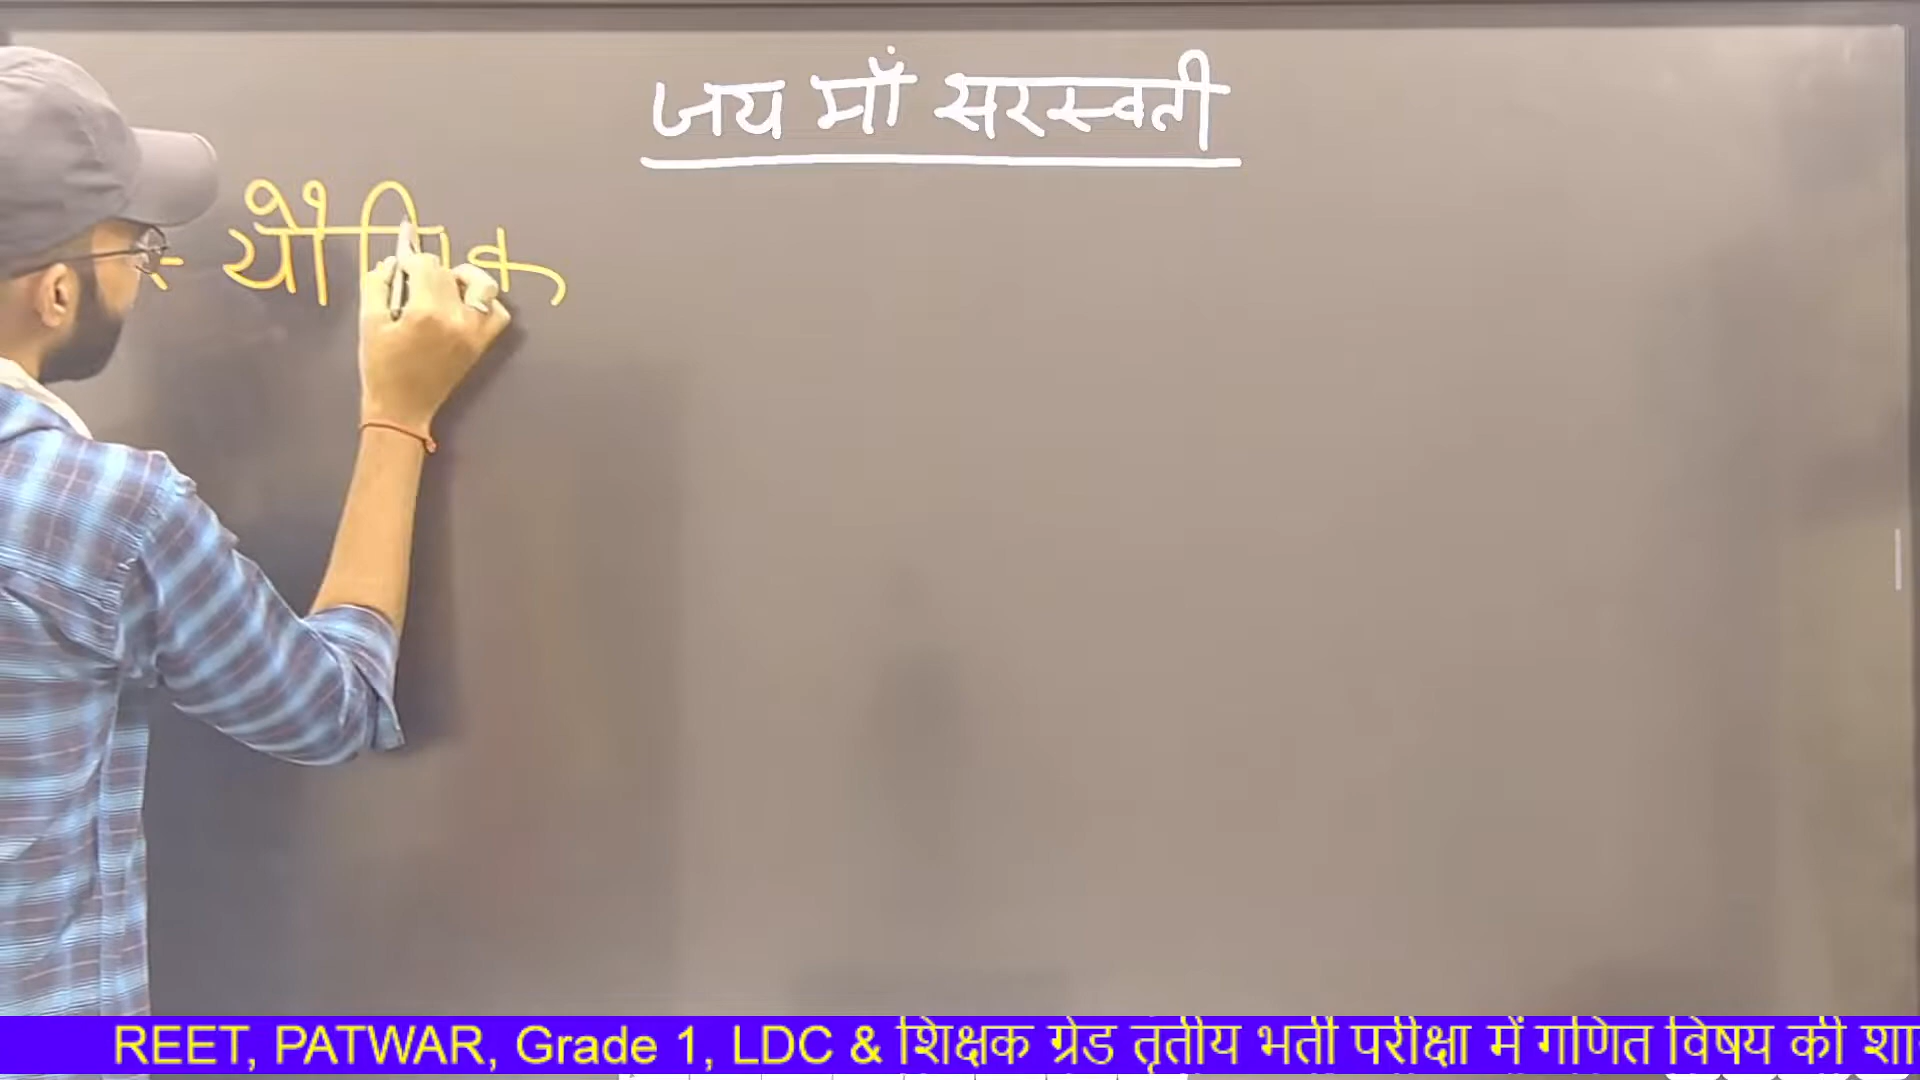 जय माँ सरस्वती
यौगिक
REET, PATWAR, Grade 1, LDC & शिक्षक ग्रेड तृतीय भर्ती परीक्षा में गणित विषय की शा